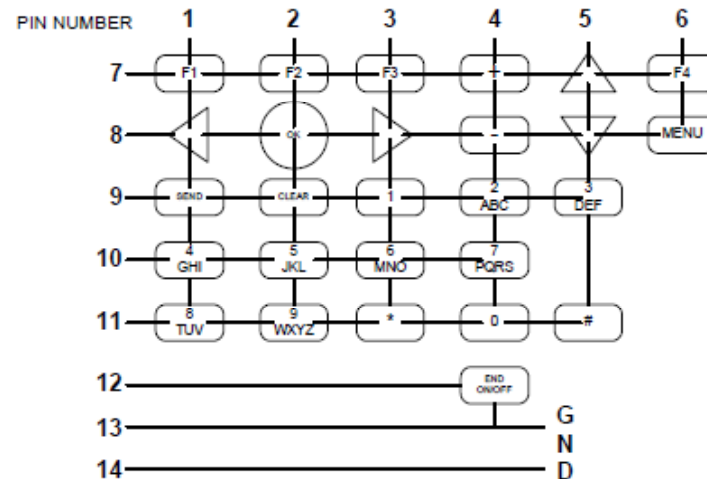 PIN NUMBER 1 2 3 4 5 6
7 F1 F2 F3 + F4
8 OK - MENU
9 SEND CLEAR 1 2 ABC 3 DEF
10 4 GHI 5 JKL 6 MNO 7 PQRS
11 8 TUV 9 WXYZ * 0 #
12 END ON/OFF
13 G
N
14 D